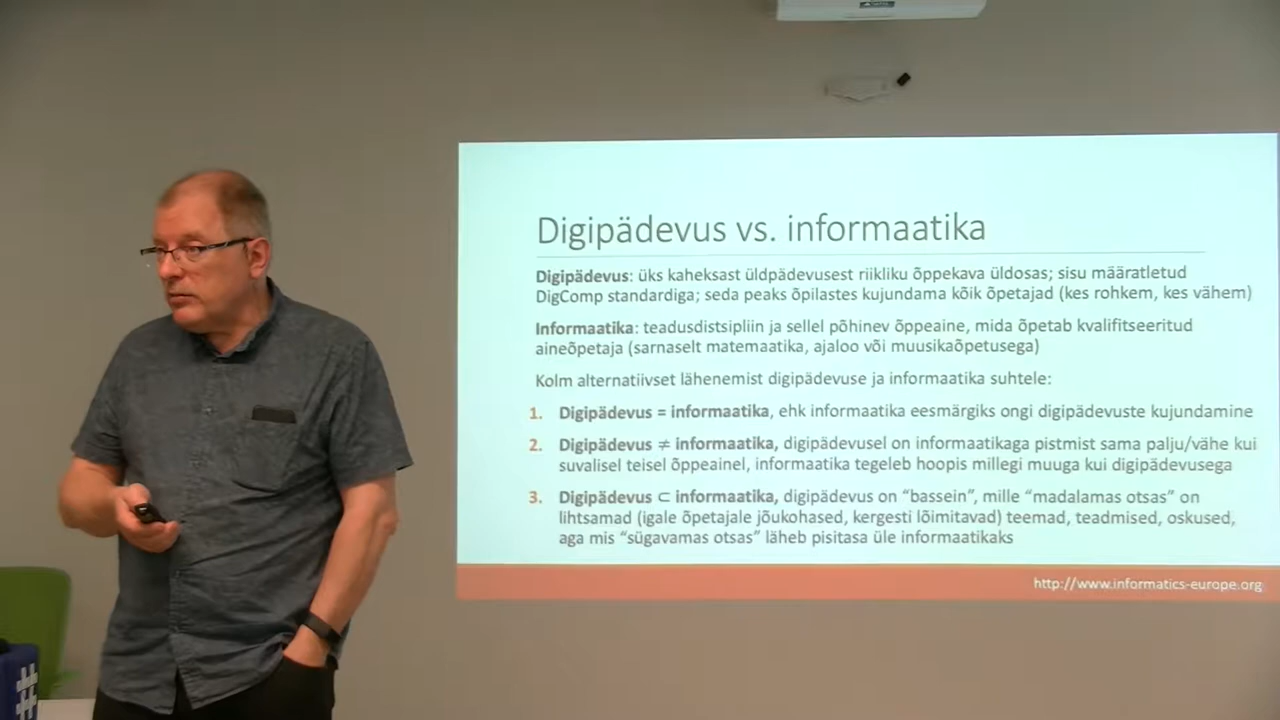 Digipädevus vs. informaatika
Digipädevus: üks kaheksast üldpädevusest riikliku õppekava üldosas; sisu määratletud
DigComp standardiga; seda peaks õpilastes kujundama kõik õpetajad (kes rohkem, kes vähem)
Informaatika: teadusdistsipliin ja sellel põhinev õppeaine, mida õpetab kvalifitseeritud
aineõpetaja (sarnaselt matemaatika, ajaloo või muusikaõpetusega)
Kolm alternatiivset lähenemist digipädevuse ja informaatika suhtele:
1. Digipädevus = informaatika, ehk informaatika eesmärgiks ongi digipädevuste kujundamine
2. Digipädevus ≠ informaatika, digipädevusel on informaatikaga pistmist sama palju/vähe kui
suvalisel teisel õppeainel, informaatika tegeleb hoopis millegi muuga kui digipädevusega
3. Digipädevus ⊂ informaatika, digipädevus on “bassein”, mille “madalamas otsas” on
lihtsamad (igale õpetajale jõukohased, kergesti lõimitavad) teemad, teadmised, oskused,
aga mis “sügavamas otsas” läheb pisitasa üle informaatikaks
http://www.informatics-europe.org
#